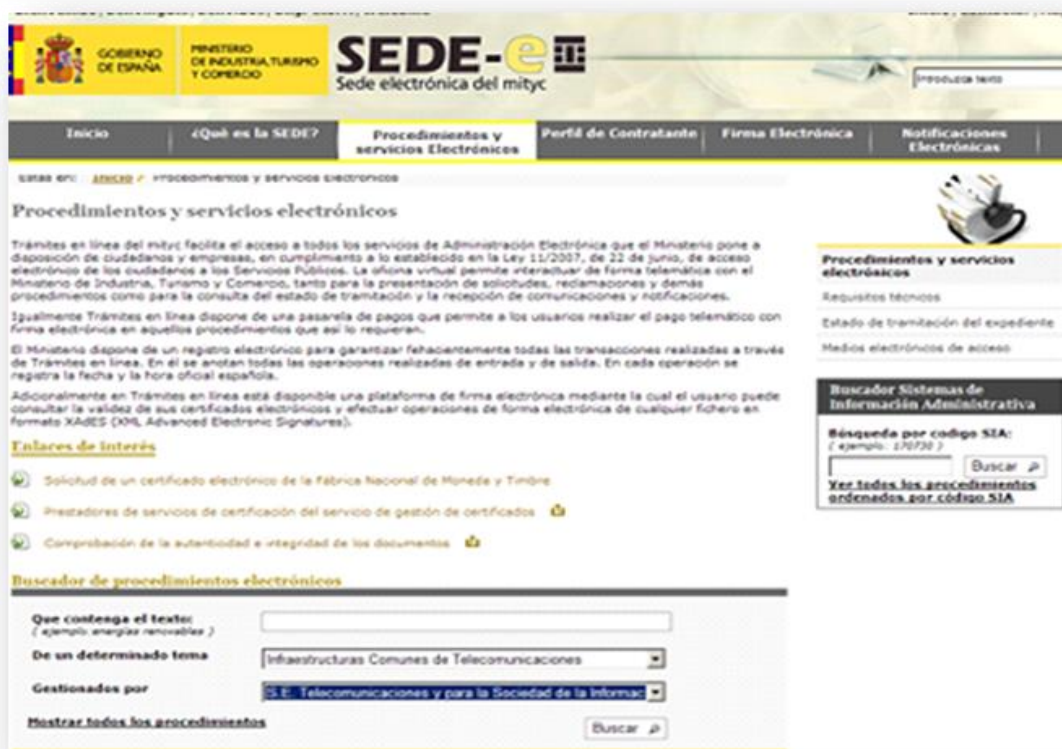 GOBIERNO
DE ESPAÑA
MINISTERIO
DE INDUSTRIA, TURISMO
Y COMERCIO
SEDE-e
Sede electrónica del mityc
Introduzca texto
Inicio
¿Qué es la SEDE?
Procedimientos y
servicios Electrónicos
Perfil de Contratante
Firma Electrónica
Notificaciones
Electrónicas
Estás en: Inicio Procedimientos y servicios electrónicos
Procedimientos y servicios electrónicos
Trámites en línea del mityc facilita el acceso a todos los servicios de Administración Electrónica que el Ministerio pone a
disposición de ciudadanos y empresas, en cumplimiento a lo establecido en la Ley 11/2007, de 22 de junio, de acceso
electrónico de los ciudadanos a los Servicios Públicos. La oficina virtual permite interactuar de forma telemática con el
Ministerio de Industria, Turismo y Comercio, tanto para la presentación de solicitudes, reclamaciones y demás
procedimientos como para la consulta del estado de tramitación y la recepción de comunicaciones y notificaciones.
Igualmente Trámites en línea dispone de una pasarela de pagos que permite a los usuarios realizar el pago telemático con
firma electrónica en aquellos procedimientos que así lo requieran.
El Ministerio dispone de un registro electrónico para garantizar fehacientemente todas las transacciones realizadas a través
de Trámites en línea. En él se anotan todas las operaciones realizadas de entrada y de salida. En cada operación se
registra la fecha y la hora oficial española.
Adicionalmente en Trámites en línea está disponible una plataforma de firma electrónica mediante la cual el usuario puede
consultar la validez de sus certificados electrónicos y efectuar operaciones de forma electrónica de cualquier fichero en
formato XAdES (XML Advanced Electronic Signatures).
Enlaces de interés
Solicitud de un certificado electrónico de la Fábrica Nacional de Moneda y Timbre
Prestadores de servicios de certificación del servicio de gestión de certificados
Comprobación de la autenticidad e integridad de los documentos
Buscador de procedimientos electrónicos
Que contenga el texto:
( ejemplo: energías renovables )
De un determinado tema
Infraestructuras Comunes de Telecomunicaciones
Gestionados por
S.E. Telecomunicaciones y para la Sociedad de la Informac
Mostrar todos los procedimientos
Buscar
Procedimientos y servicios
electrónicos
Requisitos técnicos
Estado de tramitación del expediente
Medios electrónicos de acceso
Buscador Sistemas de
Información Administrativa
Búsqueda por codigo SIA:
( ejemplo: 170730 )
Buscar
Ver todos los procedimientos
ordenados por código SIA